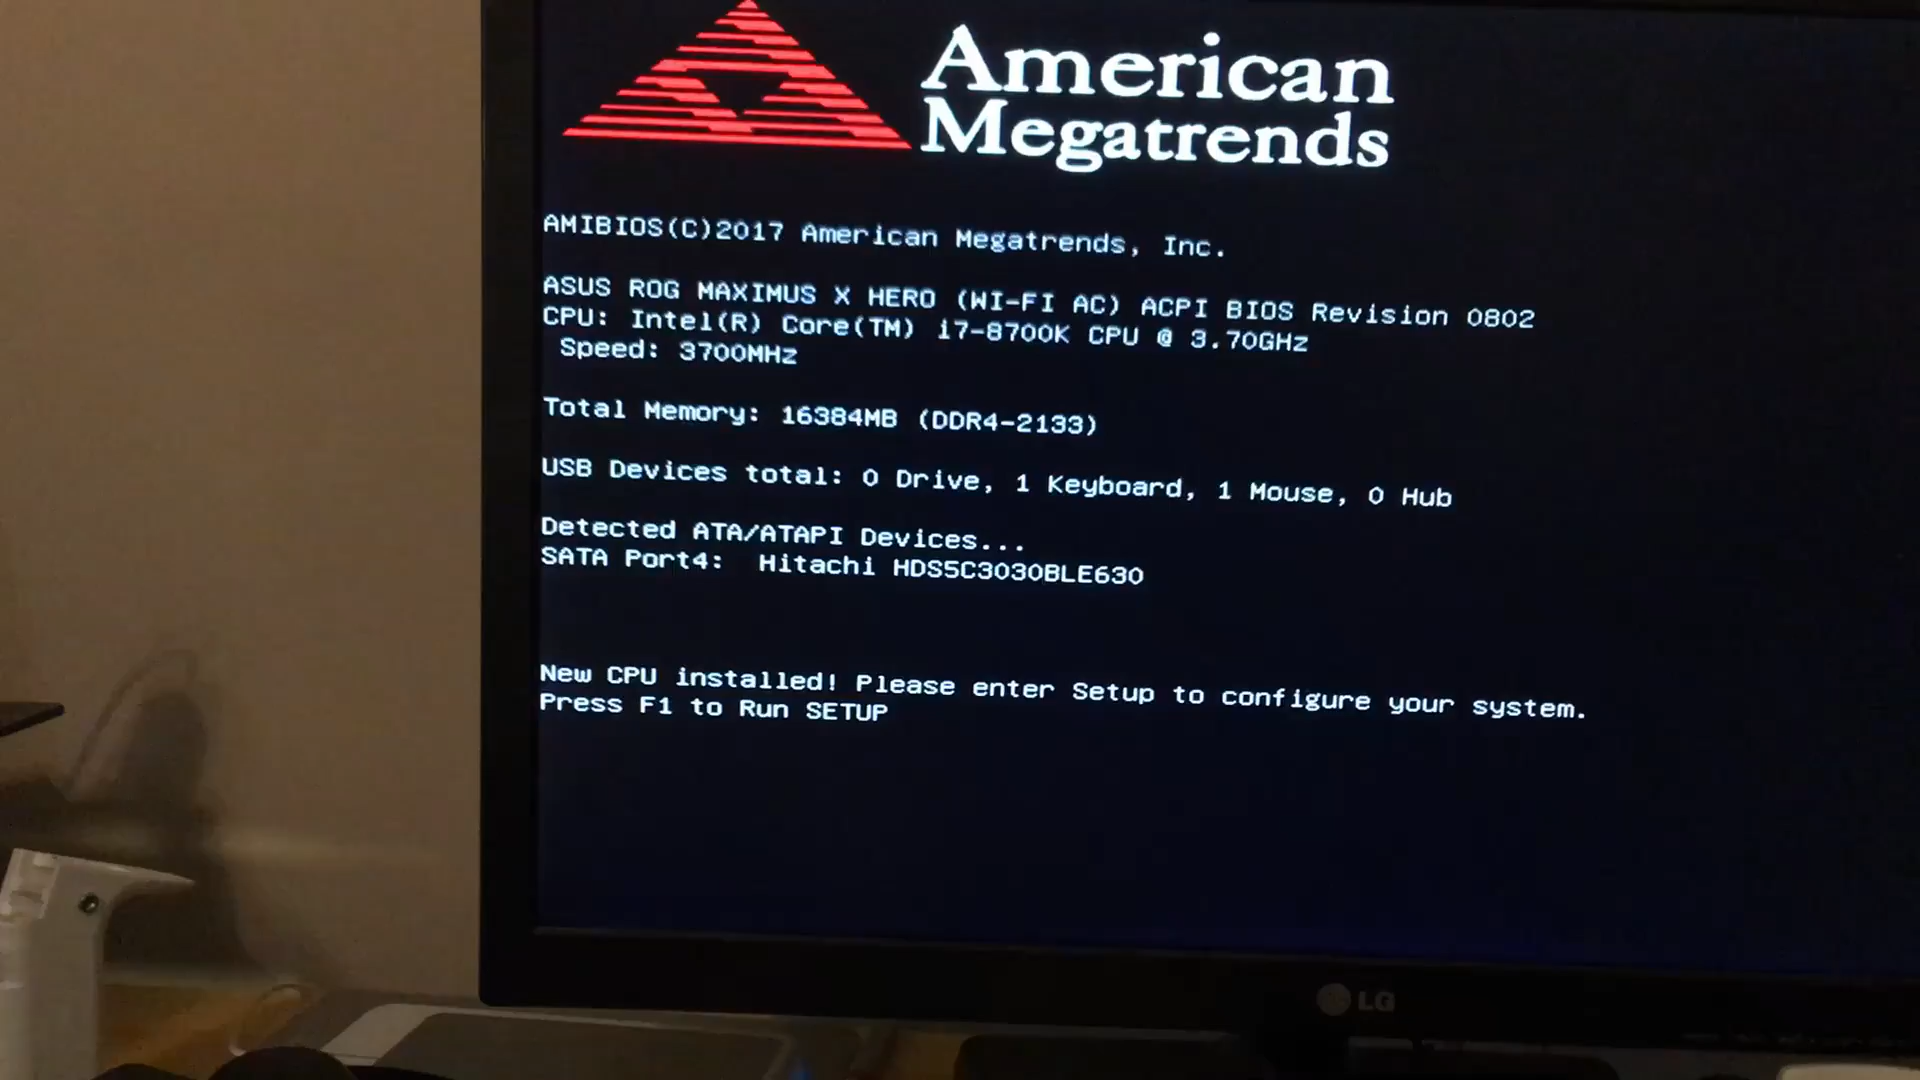 American
Megatrends
AMIBIOS(C)2017 American Megatrends, Inc.
ASUS ROG MAXIMUS X HERO (WI-FI AC) ACPI BIOS Revision 0802
CPU: Intel(R) Core(TM) i7-8700K CPU @ 3.70GHz
Speed: 3700MHz
Total Memory: 16384MB (DDR4-2133)
USB Devices total: 0 Drive, 1 Keyboard, 1 Mouse, 0 Hub
Detected ATA/ATAPI Devices...
SATA Port4: Hitachi HDS5C3030BLE630
New CPU installed! Please enter Setup to configure your system.
Press F1 to Run SETUP
LG